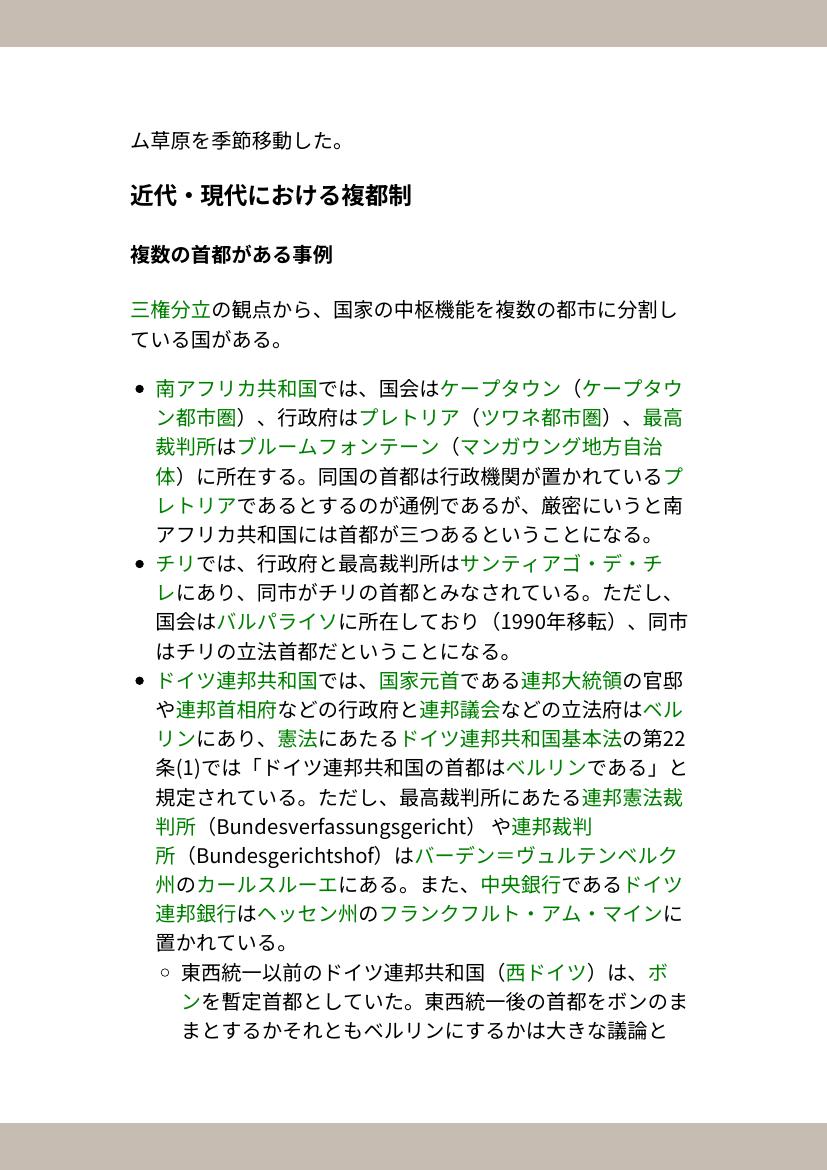 ム草原を季節移動した。
近代・現代における複都制
複数の首都がある事例
三権分立の観点から、国家の中枢機能を複数の都市に分割し
ている国がある。
• 南アフリカ共和国では、国会はケープタウン（ケープタウ
ン都市圏）、行政府はプレトリア（ツワネ都市圏）、最高
裁判所はブルームフォンテーン（マンガウング地方自治
体）に所在する。同国の首都は行政機関が置かれているプ
レトリアであるとするのが通例であるが、厳密にいうと南
アフリカ共和国には首都が三つあるということになる。
• チリでは、行政府と最高裁判所はサンティアゴ・デ・チ
レにあり、同市がチリの首都とみなされている。ただし、
国会はバルパライソに所在しており（1990年移転）、同市
はチリの立法首都だということになる。
• ドイツ連邦共和国では、国家元首である連邦大統領の官邸
や連邦首相府などの行政府と連邦議会などの立法府はベル
リンにあり、憲法にあたるドイツ連邦共和国基本法の第22
条(1)では「ドイツ連邦共和国の首都はベルリンである」と
規定されている。ただし、最高裁判所にあたる連邦憲法裁
判所（Bundesverfassungsgericht） や連邦裁判
所（Bundesgerichtshof）はバーデン＝ヴュルテンベルク
州のカールスルーエにある。また、中央銀行であるドイツ
連邦銀行はヘッセン州のフランクフルト・アム・マインに
置かれている。
◦ 東西統一以前のドイツ連邦共和国（西ドイツ）は、ボ
ンを暫定首都としていた。東西統一後の首都をボンのま
まとするかそれともベルリンにするかは大きな議論と